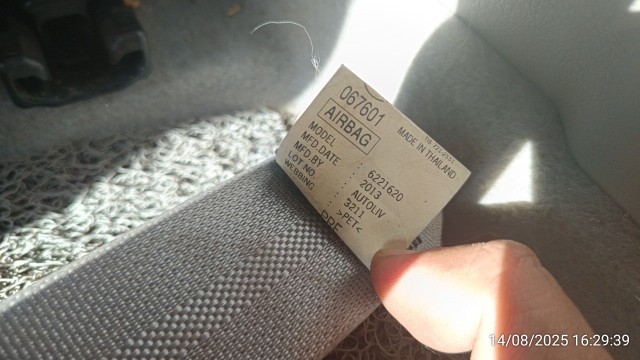 067601
AIRBAG
MADE IN THAILAND
MODEL : 6221620
MFD.DATE : 2013
MFD.BY : AUTOLIV
LOT NO. : 3211
WEBBING : >PET<
14/08/2025 16:29:39